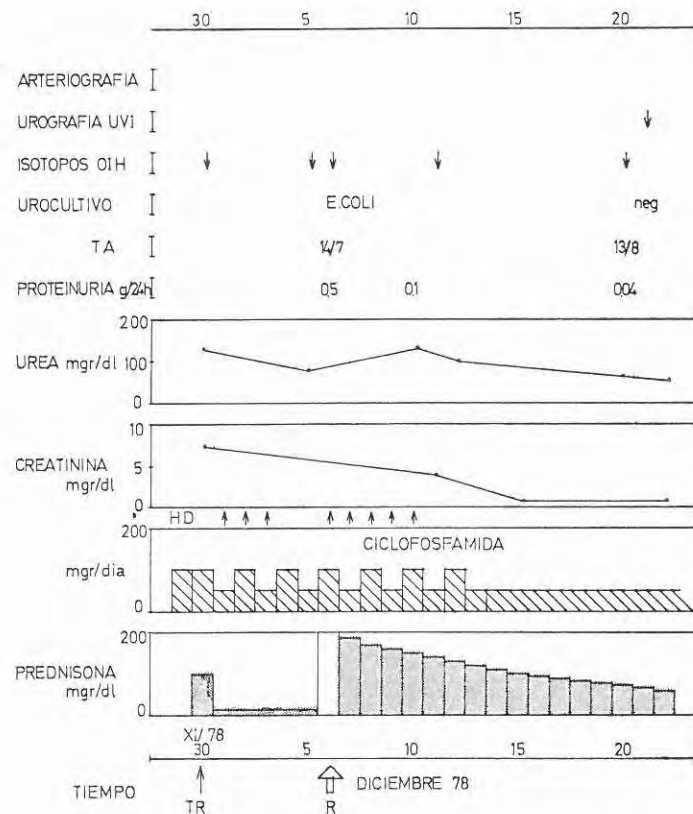 30 5 10 15 20
ARTERIOGRAFIA
UROGRAFIA UVI
ISOTOPOS OIH
UROCULTIVO E.COLI neg
TA 14/7 13/8
PROTEINURIA g/24h 0,5 0,1 0,04
200
UREA mgr/dl 100
0
10
CREATININA 5
mgr/dl
0
HD
200
CICLOFOSFAMIDA
mgr/dia
0
200
PREDNISONA
mgr/dl
0
XI/78
30 5 10 15 20
TIEMPO DICIEMBRE 78
TR R